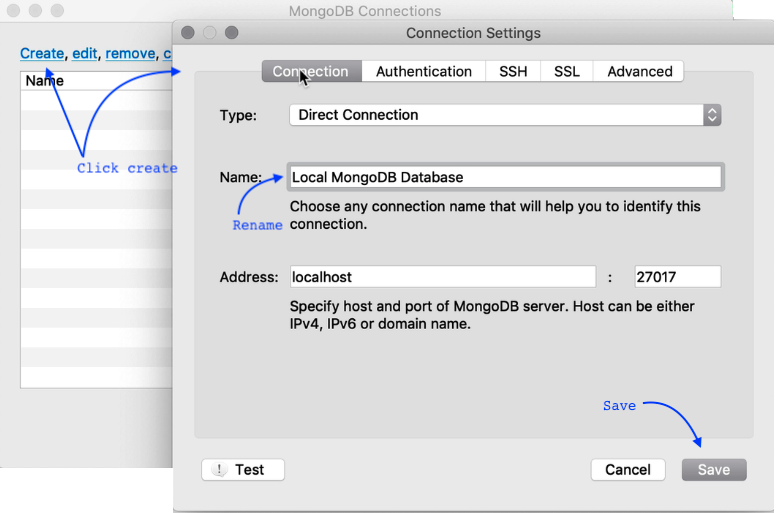 MongoDB Connections
Connection Settings
Create, edit, remove, c
Name
Connection Authentication SSH SSL Advanced
Type: Direct Connection
Click create
Name: Local MongoDB Database
Choose any connection name that will help you to identify this
connection.
Rename
Address: localhost : 27017
Specify host and port of MongoDB server. Host can be either
IPv4, IPv6 or domain name.
Save
! Test Cancel Save